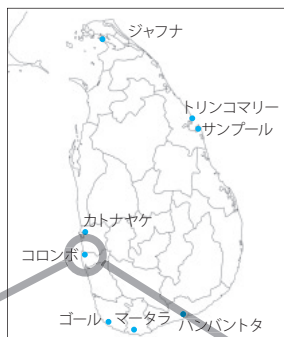 ジャフナ
トリンコマリー
サンプール
カトナヤケ
コロンボ
ゴール
マータラ
ハンバントタ